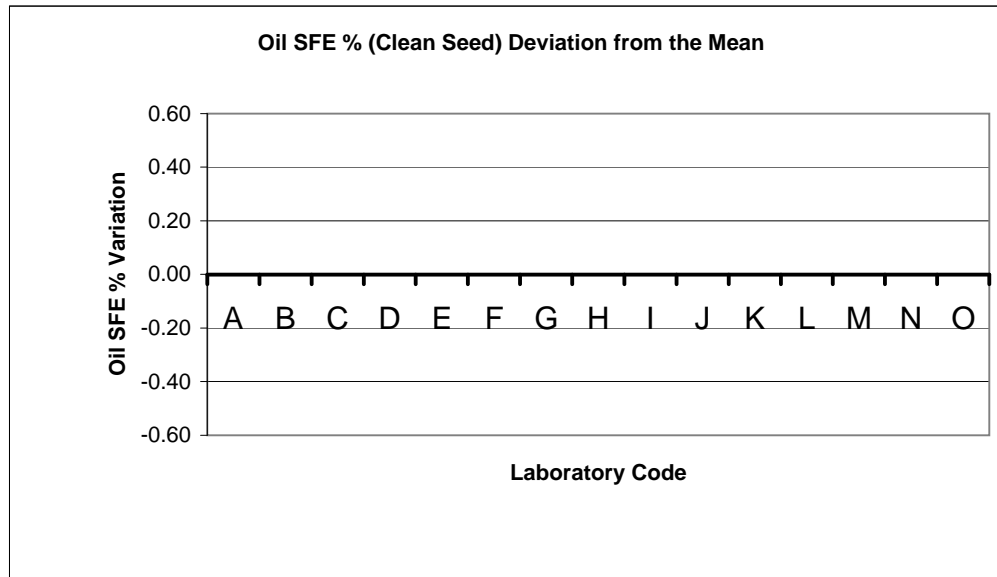 Oil SFE % (Clean Seed) Deviation from the Mean
0.60
0.40
0.20
0.00
-0.20
-0.40
-0.60
Oil SFE % Variation
A B C D E F G H I J K L M N O
Laboratory Code